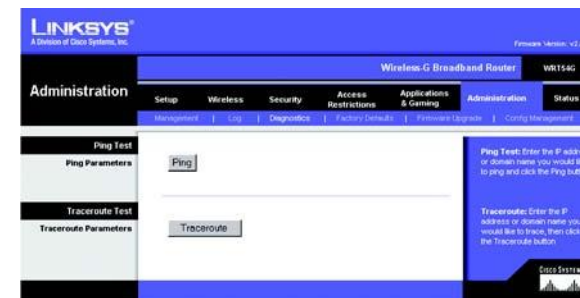 LINKSYS®
A Division of Cisco Systems, Inc.
Firmware Version: v2.
Wireless-G Broadband Router WRT54G
Administration
Setup Wireless Security Access Restrictions Applications & Gaming Administration Status
Management | Log | Diagnostics | Factory Defaults | Firmware Upgrade | Config Management
Ping Test
Ping Parameters
Ping
Ping Test: Enter the IP addre
or domain name you would li
to ping and click the Ping butt
Traceroute Test
Traceroute Parameters
Traceroute
Traceroute: Enter the IP
address or domain name you
would like to trace, then click
the Traceroute button
CISCO SYSTEM